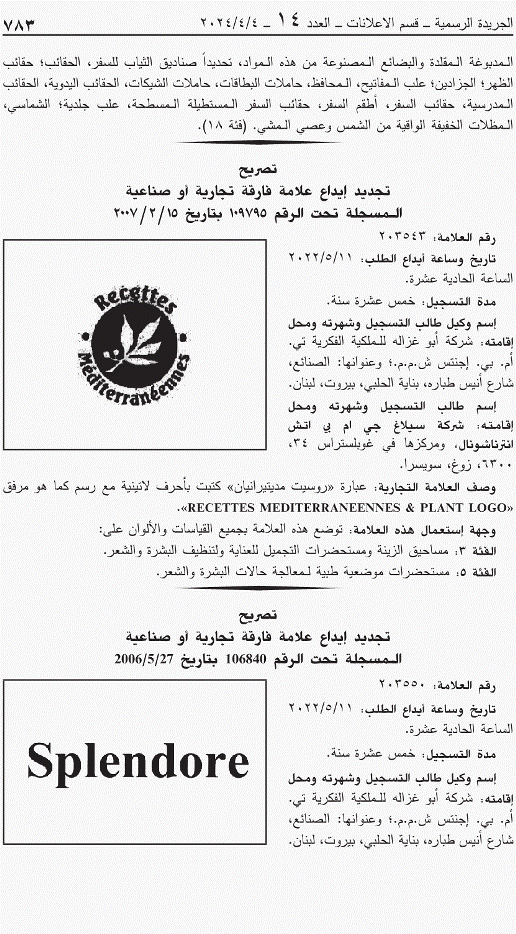 الجريدة الرسمية ــ قسم الاعلانات ــ العدد ١٤ ــ ٢٠٢٤/٤/٤
٧٨٣
المدبوغة المقلدة والبضائع المصنوعة من هذه المواد، تحديداً صناديق الثياب للسفر، الحقائب؛ حقائب
الظهر؛ الجزادين؛ علب المفاتيح، المحافظ، حاملات البطاقات، حاملات الشيكات، الحقائب اليدوية، الحقائب
المدرسية، حقائب السفر، أطقم السفر، حقائب السفر المستطيلة المسطحة، علب جلدية؛ الشماسي،
المظلات الخفيفة الواقية من الشمس وعصي المشي. (فئة ١٨).
تصريح
تجديد إيداع علامة فارقة تجارية أو صناعية
المسجلة تحت الرقم ١٠٩٧٩٥ بتاريخ ٢٠٠٧/٢/١٥
رقم العلامة: ٢٠٣٥٤٣
تاريخ وساعة أيداع الطلب: ٢٠٢٢/٥/١١
الساعة الحادية عشرة.
مدة التسجيل: خمس عشرة سنة.
إسم وكيل طالب التسجيل وشهرته ومحل
إقامته: شركة أبو غزاله للملكية الفكرية تي.
أم. بي. إجنتس ش.م.م.؛ وعنوانها: الصنائع،
شارع أنيس طباره، بناية الحلبي، بيروت، لبنان.
إسم طالب التسجيل وشهرته ومحل
إقامته: شركة سيلاغ جي ام بي اتش
انترناشونال، ومركزها في غوبلستراس ٣٤،
٦٣٠٠، زوغ، سويسرا.
Recettes
Méditerranéennes
وصف العلامة التجارية: عبارة «روسيت مديتيرانيان» كتبت بأحرف لاتينية مع رسم كما هو مرفق
«RECETTES MEDITERRANEENNES & PLANT LOGO».
وجهة إستعمال هذه العلامة: توضع هذه العلامة بجميع القياسات والألوان على:
الفئة ٣: مساحيق الزينة ومستحضرات التجميل للعناية ولتنظيف البشرة والشعر.
الفئة ٥: مستحضرات موضعية طبية لمعالجة حالات البشرة والشعر.
تصريح
تجديد إيداع علامة فارقة تجارية أو صناعية
المسجلة تحت الرقم 106840 بتاريخ 2006/5/27
رقم العلامة: ٢٠٣٥٥٠
تاريخ وساعة أيداع الطلب: ٢٠٢٢/٥/١١
الساعة الحادية عشرة.
مدة التسجيل: خمس عشرة سنة.
إسم وكيل طالب التسجيل وشهرته ومحل
إقامته: شركة أبو غزاله للملكية الفكرية تي.
أم. بي. إجنتس ش.م.م.؛ وعنوانها: الصنائع،
شارع أنيس طباره، بناية الحلبي، بيروت، لبنان.
Splendore